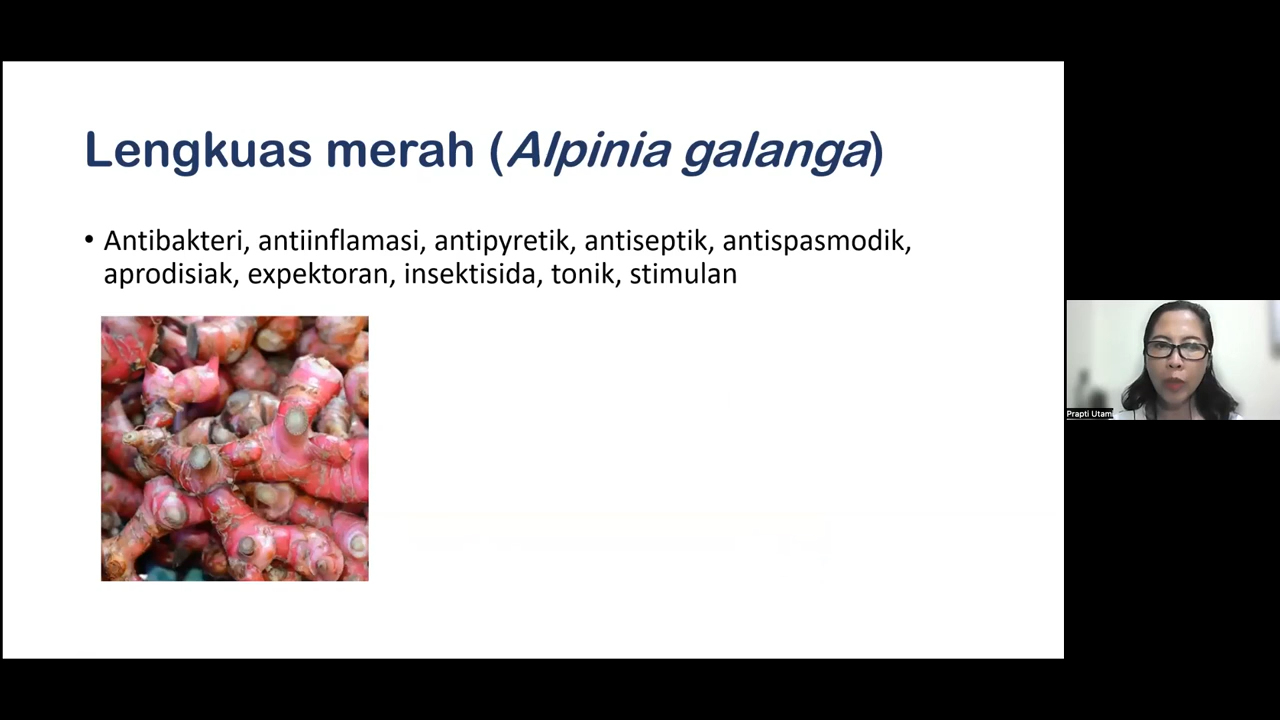 Lengkuas merah (Alpinia galanga)
• Antibakteri, antiinflamasi, antipyretik, antiseptik, antispasmodik,
aprodisiak, expektoran, insektisida, tonik, stimulan
Prapti Utami